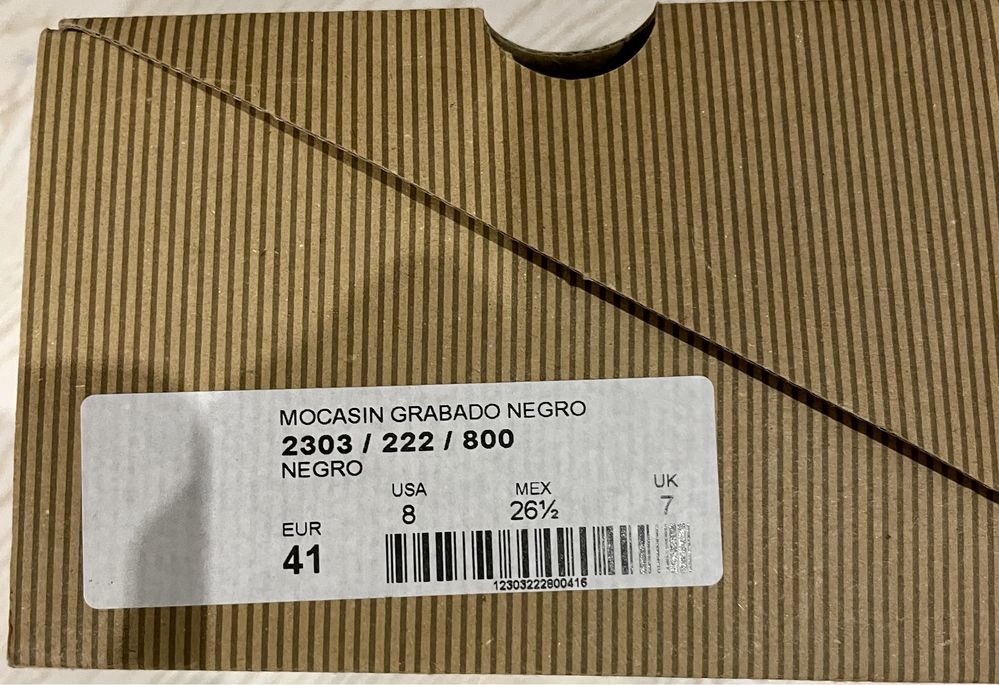 MOCASIN GRABADO NEGRO
2303 / 222 / 800
NEGRO
USA MEX UK
8 26½ 7
EUR
41
12303222800416